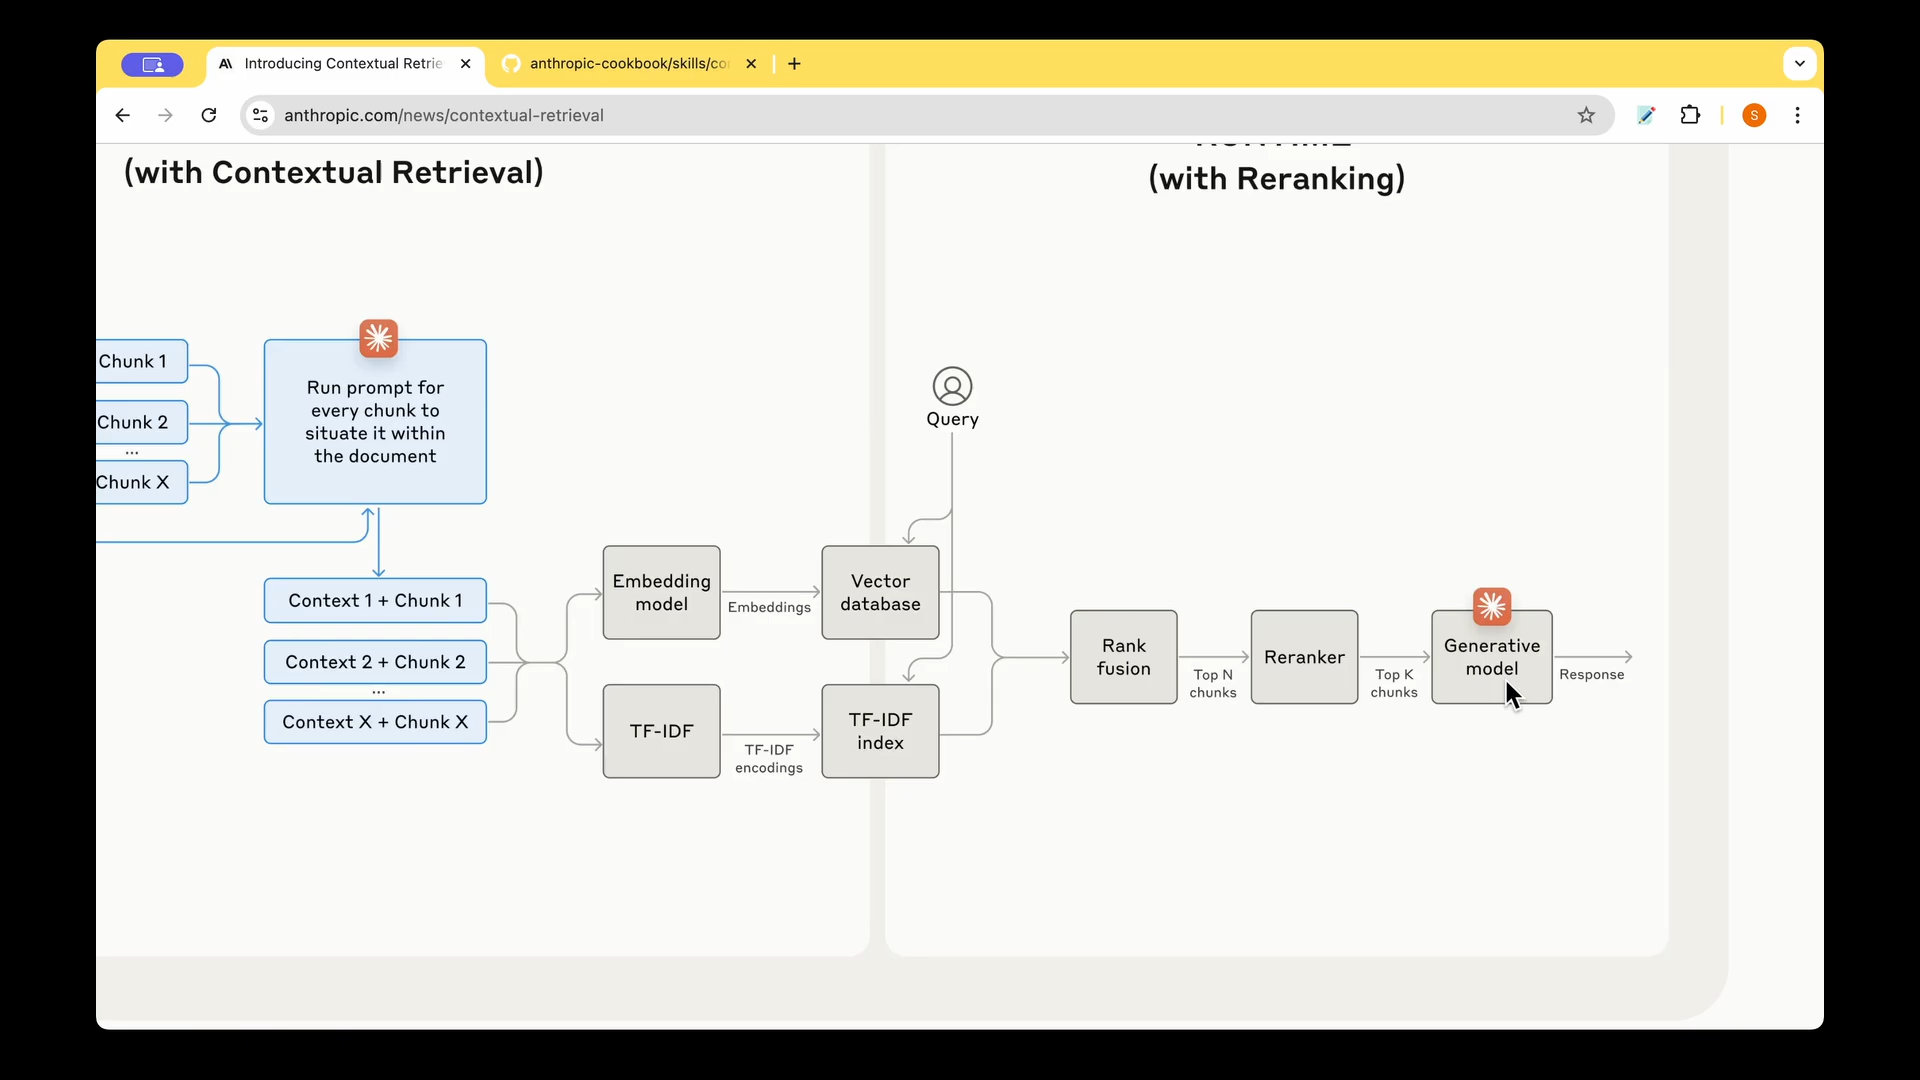 Introducing Contextual Retrie
anthropic-cookbook/skills/co
anthropic.com/news/contextual-retrieval
S
(with Contextual Retrieval)
RUNTIME
(with Reranking)
Chunk 1
Chunk 2
...
Chunk X
Run prompt for
every chunk to
situate it within
the document
Context 1 + Chunk 1
Context 2 + Chunk 2
...
Context X + Chunk X
Embedding
model
Embeddings
Vector
database
TF-IDF
TF-IDF
encodings
TF-IDF
index
Query
Rank
fusion
Top N
chunks
Reranker
Top K
chunks
Generative
model
Response